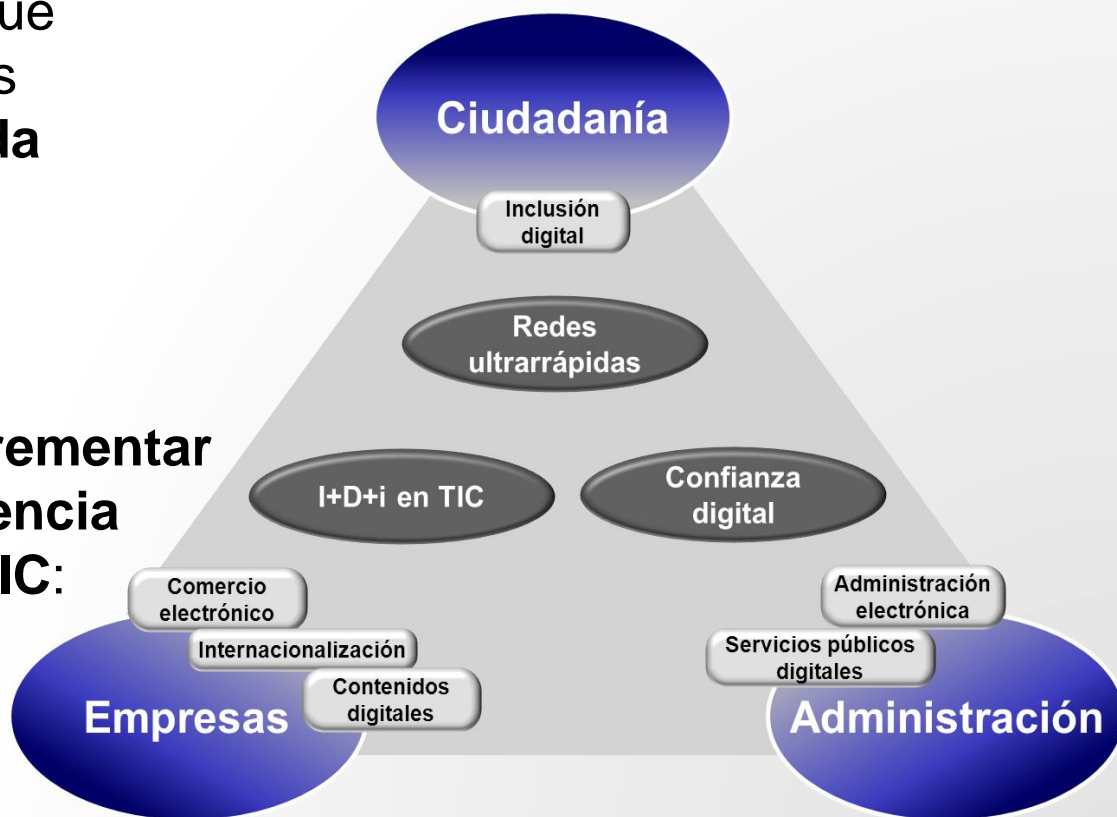 ue
s
da
rementar
encia
IC:
Ciudadanía
Inclusión
digital
Redes
ultrarrápidas
I+D+i en TIC
Confianza
digital
Comercio
electrónico
Internacionalización
Contenidos
digitales
Empresas
Administración
electrónica
Servicios públicos
digitales
Administración